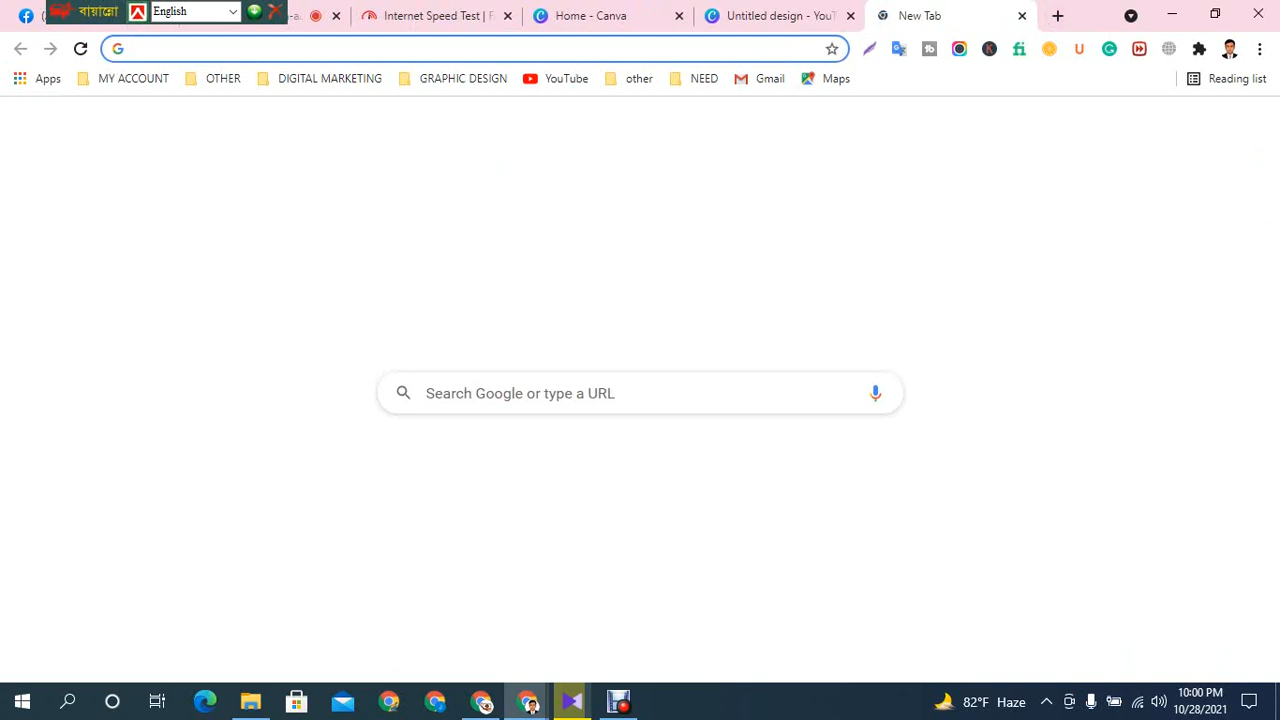 বায়ান্নো English
Internet Speed Test
Home - Canva
Untitled design - You
New Tab
Apps MY ACCOUNT OTHER DIGITAL MARKETING GRAPHIC DESIGN YouTube other NEED Gmail Maps Reading list
Search Google or type a URL
82°F Haze
10:00 PM
10/28/2021